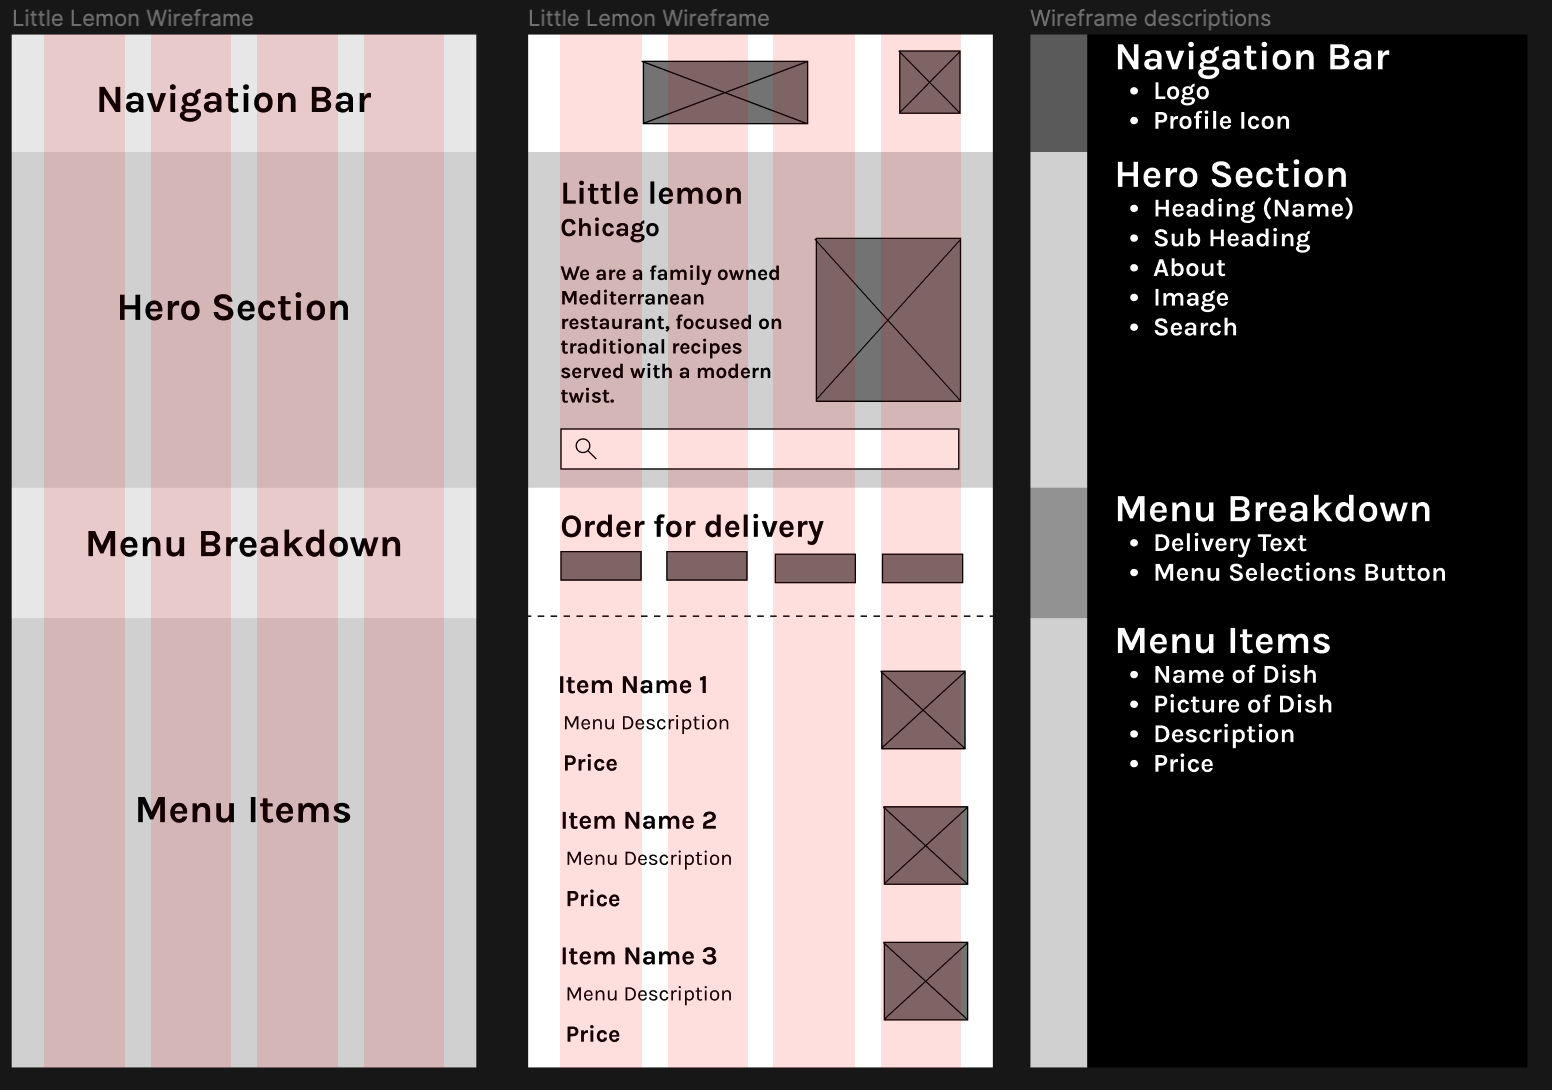 Little Lemon Wireframe
Navigation Bar
Hero Section
Menu Breakdown
Menu Items
Little Lemon Wireframe
Little lemon
Chicago
We are a family owned
Mediterranean
restaurant, focused on
traditional recipes
served with a modern
twist.
Order for delivery
Item Name 1
Menu Description
Price
Item Name 2
Menu Description
Price
Item Name 3
Menu Description
Price
Wireframe descriptions
Navigation Bar
• Logo
• Profile Icon
Hero Section
• Heading (Name)
• Sub Heading
• About
• Image
• Search
Menu Breakdown
• Delivery Text
• Menu Selections Button
Menu Items
• Name of Dish
• Picture of Dish
• Description
• Price